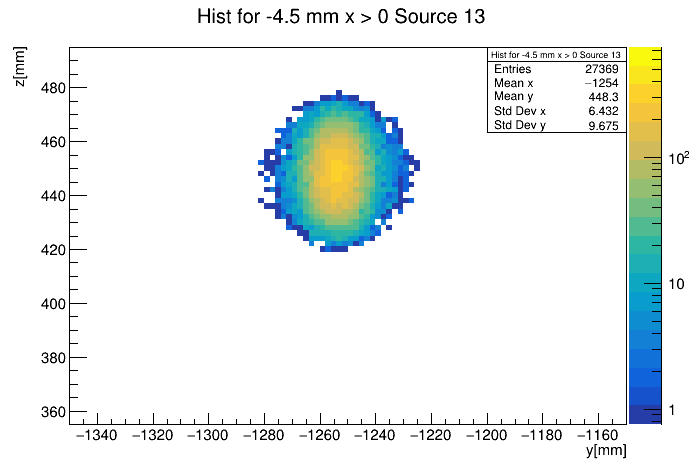 Hist for -4.5 mm x > 0 Source 13
z[mm]
Hist for -4.5 mm x > 0 Source 13
Entries 27369
Mean x −1254
Mean y 448.3
Std Dev x 6.432
Std Dev y 9.675
480
460
440
420
400
380
360
10²
10
1
−1340 −1320 −1300 −1280 −1260 −1240 −1220 −1200 −1180 −1160
y[mm]